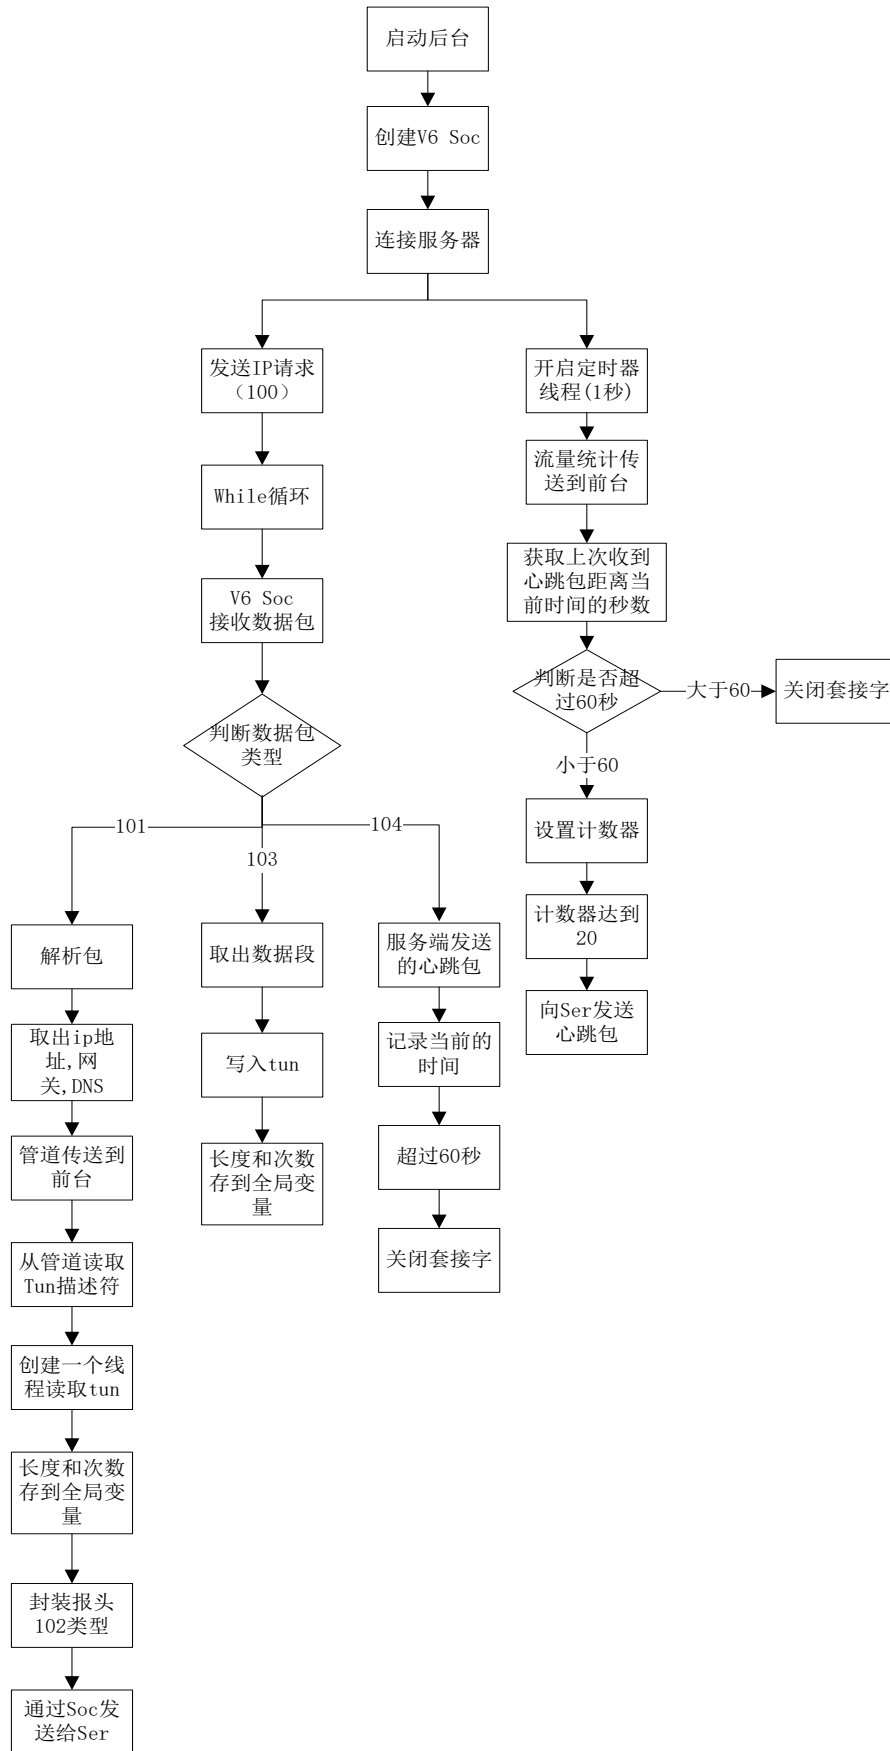 启动后台
创建V6 Soc
连接服务器
发送IP请求
（100）
While循环
V6 Soc
接收数据包
判断数据包
类型
101
103
104
解析包
取出ip地
址,网
关,DNS
管道传送到
前台
从管道读取
Tun描述符
创建一个线
程读取tun
长度和次数
存到全局变
量
封装报头
102类型
通过Soc发
送给Ser
取出数据段
写入tun
长度和次数
存到全局变
量
服务端发送
的心跳包
记录当前的
时间
超过60秒
关闭套接字
开启定时器
线程(1秒)
流量统计传
送到前台
获取上次收到
心跳包距离当
前时间的秒数
判断是否超
过60秒
大于60
关闭套接字
小于60
设置计数器
计数器达到
20
向Ser发送
心跳包